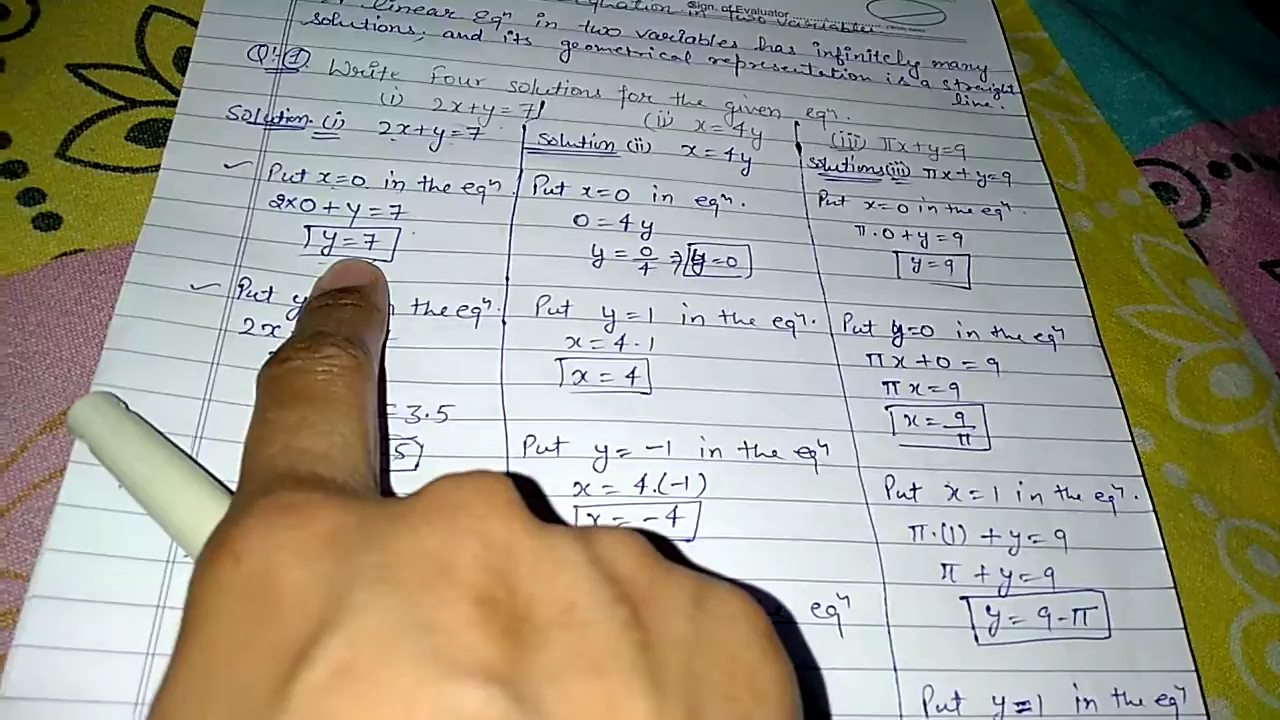 Sign. of Evaluator
quation in two variables
linear eqⁿ in two variables has infinitely many
solutions, and its geometrical representation is a straight
line.
Q.① Write four solutions for the given eqⁿ.
(i) 2x+y=7 (ii) x=4y (iii) πx+y=9
Solution. (i) 2x+y=7
Put x=0 in the eqⁿ.
2×0+y=7
y=7
Put y in the eqⁿ.
2x
= 3.5
5
Solution (ii) x=4y
Put x=0 in eqⁿ.
0=4y
y=0/4 ⇒ y=0
Put y=1 in the eqⁿ.
x=4·1
x=4
Put y=-1 in the eqⁿ
x=4.(-1)
x=-4
eqⁿ
Solutions (iii) πx+y=9
Put x=0 in the eqⁿ.
π·0+y=9
y=9
Put y=0 in the eqⁿ
πx+0=9
πx=9
x=9/π
Put x=1 in the eqⁿ.
π·(1)+y=9
π+y=9
y=9-π
Put y=1 in the eqⁿ